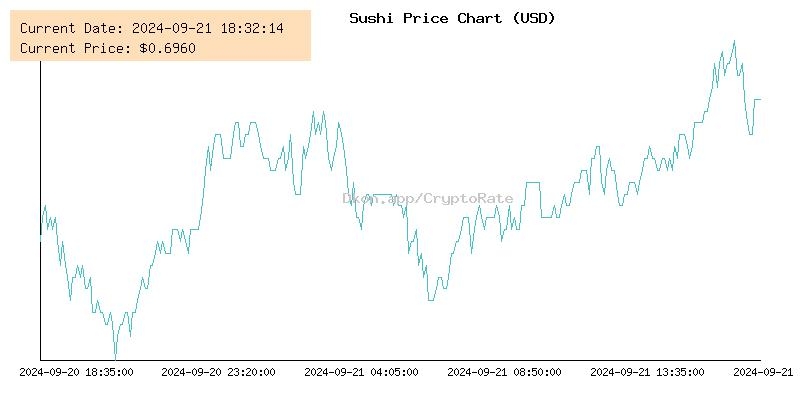 Sushi Price Chart (USD)
Current Date: 2024-09-21 18:32:14
Current Price: $0.6960
Dkon.app/CryptoRate
2024-09-20 18:35:00 2024-09-20 23:20:00 2024-09-21 04:05:00 2024-09-21 08:50:00 2024-09-21 13:35:00 2024-09-21